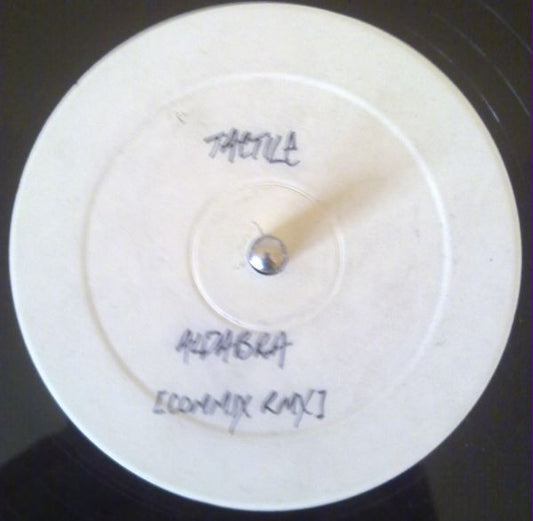 TACTILE
ALDABRA
[COMMIX RMX]